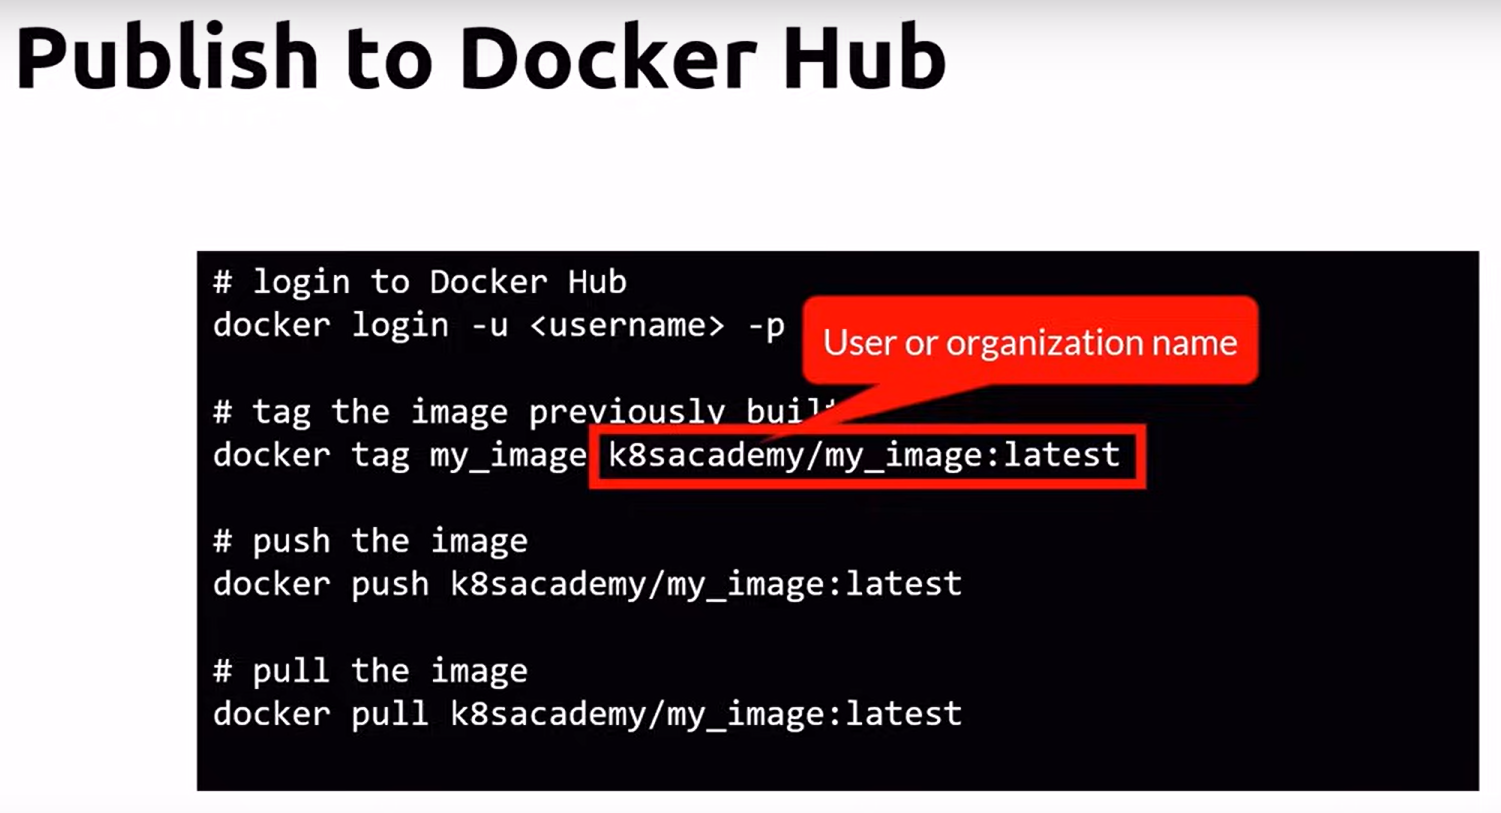 Publish to Docker Hub
# login to Docker Hub
docker login -u <username> -p
User or organization name
# tag the image previously built
docker tag my_image k8sacademy/my_image:latest
# push the image
docker push k8sacademy/my_image:latest
# pull the image
docker pull k8sacademy/my_image:latest